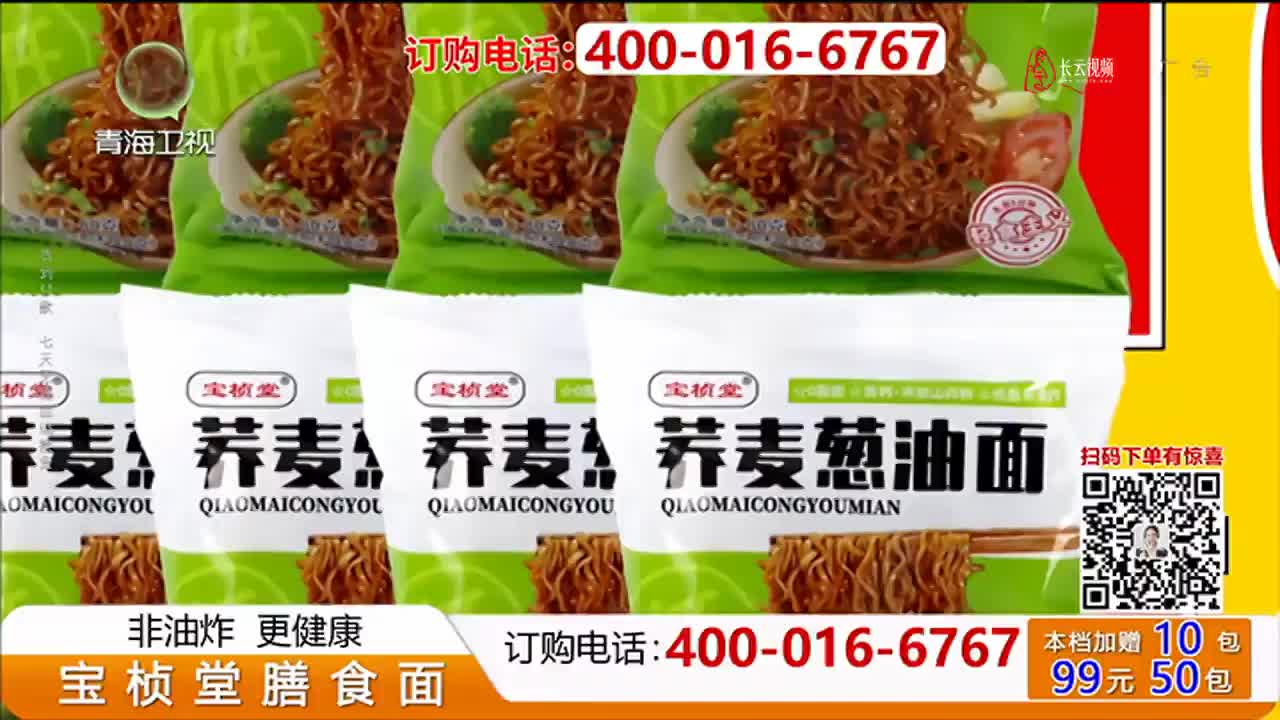 订购电话：400-016-6767
长云视频
广告
青海卫视
低
低
宝桢堂®
宝桢堂®
宝桢堂®
荞麦葱油面
荞麦
荞麦
荞麦
QIAOMAICONGYOUMIAN
QIAOMAICONGYOU
QIAOMAICONGYOU
扫码下单有惊喜
非油炸 更健康
宝桢堂膳食面
订购电话：400-016-6767
本档加赠 10 包
99元 50包